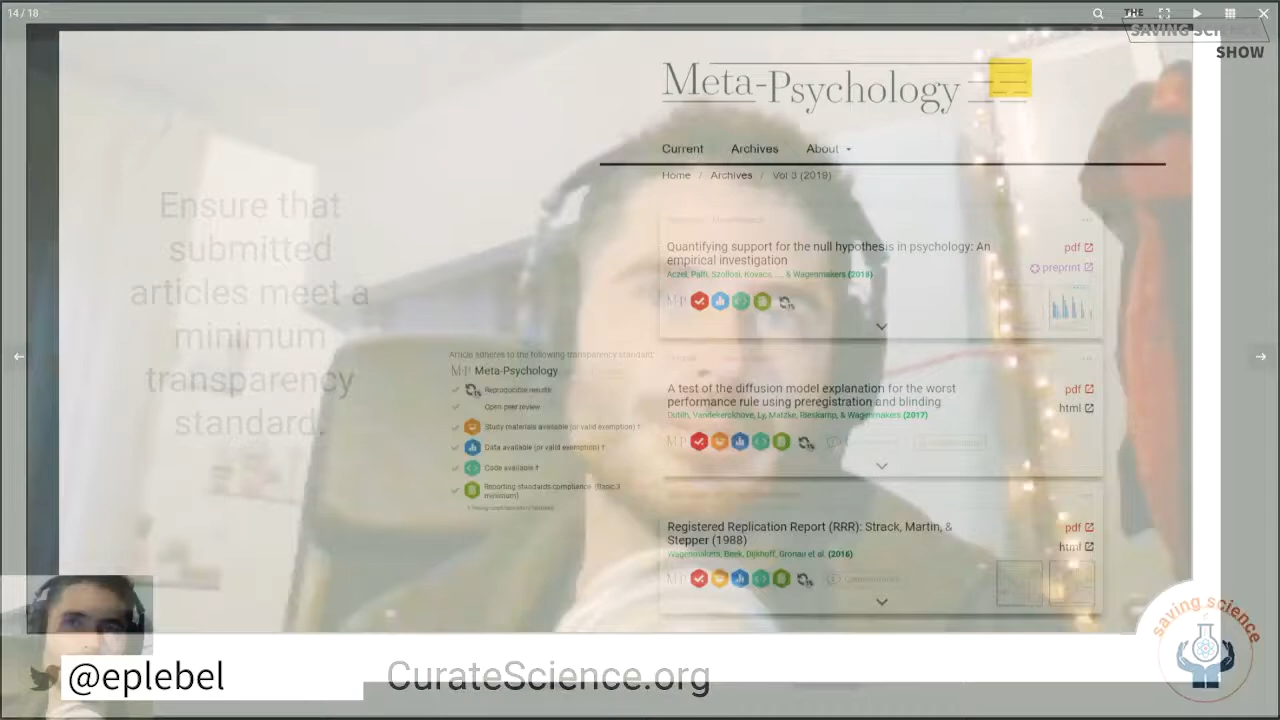 14 / 18
THE
SAVING SCIENCE
SHOW
Meta-Psychology
Current Archives About
Home / Archives / Vol 3 (2019)
Ensure that
submitted
articles meet a
minimum
transparency
standard.
Quantifying support for the null hypothesis in psychology: An
empirical investigation
Aczel, Palfi, Szollosi, Kovacs, ... & Wagenmakers (2018)
pdf
preprint
M-P
Article adheres to the following transparency standard:
M-P Meta-Psychology
Reproducible results
Open peer review
Study materials available (or valid exemption) †
Data available (or valid exemption) †
Code available †
Reporting standards compliance (Basic 3
minimum)
A test of the diffusion model explanation for the worst
performance rule using preregistration and blinding
Dutilh, Vandekerckhove, Ly, Matzke, Rieskamp, & Wagenmakers (2017)
pdf
html
M-P
Registered Replication Report (RRR): Strack, Martin, &
Stepper (1988)
Wagenmakers, Beek, Dijkhoff, Gronau et al. (2016)
pdf
html
M-P
Commentaries
saving science
@eplebel
CurateScience.org